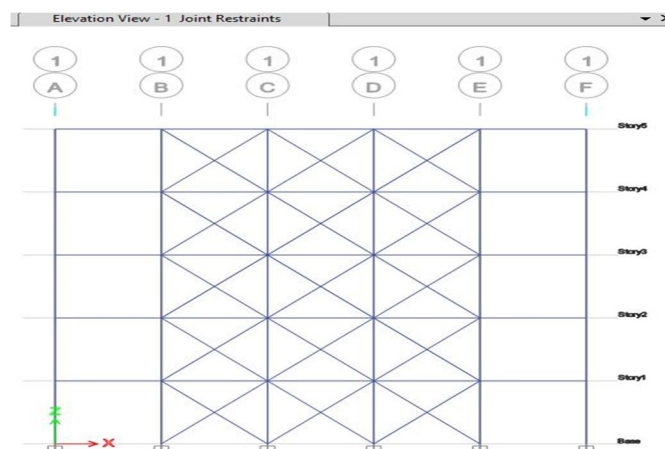 Elevation View - 1 Joint Restraints
1 1 1 1 1 1
A B C D E F
Story5
Story4
Story3
Story2
Story1
Z
X
Base